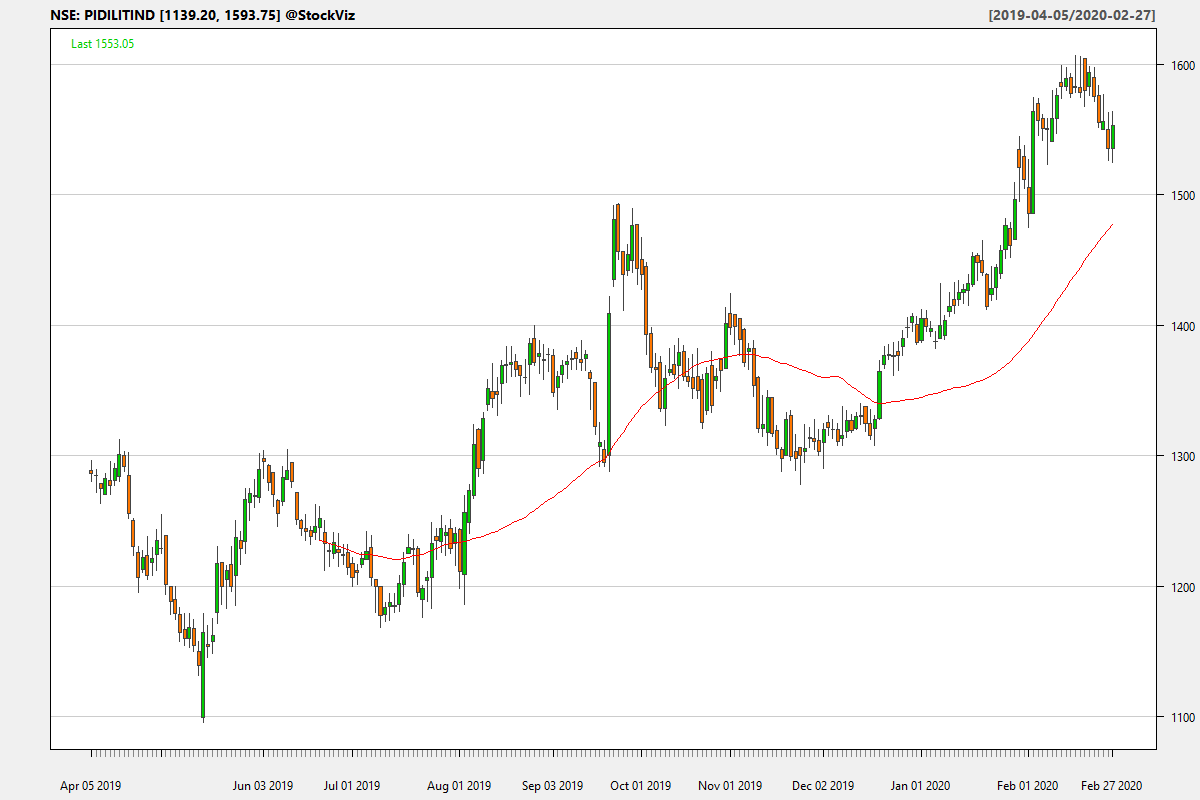 NSE: PIDILITIND [1139.20, 1593.75] @StockViz
[2019-04-05/2020-02-27]
Last 1553.05
1600
1500
1400
1300
1200
1100
Apr 05 2019
Jun 03 2019
Jul 01 2019
Aug 01 2019
Sep 03 2019
Oct 01 2019
Nov 01 2019
Dec 02 2019
Jan 01 2020
Feb 01 2020
Feb 27 2020